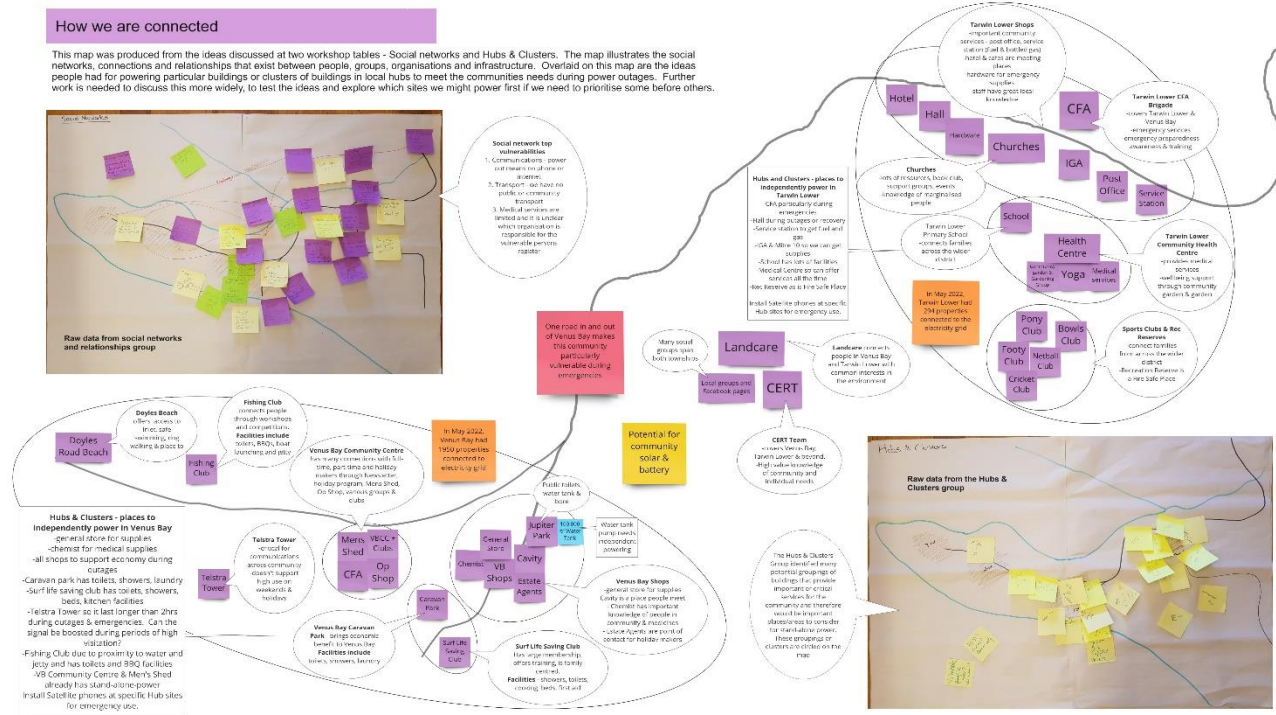 How we are connected
This map was produced from the ideas discussed at two workshop tables - Social networks and Hubs & Clusters. The map illustrates the social
networks, connections and relationships that exist between people, groups, organisations and infrastructure. Overlaid on this map are the ideas
people had for powering particular buildings or clusters of buildings in local hubs to meet the communities needs during power outages. Further
work is needed to discuss this more widely, to test the ideas and explore which sites we might power first if we need to prioritise some before others.
Social Networks
Raw data from social networks
and relationships group
Social network top
vulnerabilities
1. Communications - power
out means no phone or
internet
2. Transport - we have no
public or community
transport
3. Medical services are
limited and it is unclear
which organisation is
responsible for the
vulnerable persons
register
Tarwin Lower Shops
-important community
services - post office, service
station (fuel & bottled gas)
hotel & cafes are meeting
places
hardware for emergency
supplies
staff have great local
knowledge
Hotel
Hall
Hardware
Churches
CFA
IGA
Post
Office
Service
Station
Tarwin Lower CFA
Brigade
-covers Tarwin Lower &
Venus Bay
-emergency services
emergency preparedness
awareness & training
Churches
-lots of resources, book club,
support groups, events
knowledge of marginalised
people
Hubs and Clusters - places to
independently power in
Tarwin Lower
CFA particularly during
emergencies
-Hall during outages or recovery
-Service station to get fuel and
gas
-IGA & Mitre 10 so we can get
supplies
-School has lots of facilities
-Medical Centre so can offer
services all the time
-Rec Reserve as is Fire Safe Place
Install Satellite phones at specific
Hub sites for emergency use.
School
Tarwin Lower
Primary School
-connects families
across the wider
district
Health
Centre
Yoga
Medical
services
Tarwin Lower
Community Health
Centre
-provides medical
services
-wellbeing support
through community
garden & garden
In May 2022,
Tarwin Lower had
294 properties
connected to the
electricity grid
Pony
Club
Bowls
Club
Footy
Club
Netball
Club
Cricket
Club
Sports Clubs & Rec
Reserves
-connect families
from across the wider
district
-Recreation Reserve is
a Fire Safe Place
One road in and out
of Venus Bay makes
this community
particularly
vulnerable during
emergencies
Many social
groups span
both townships
Landcare
Local groups and
Facebook pages
CERT
Landcare connects
people in Venus Bay
and Tarwin Lower with
common interests in
the environment
CERT Team
-covers Venus Bay,
Tarwin Lower & beyond.
-High value knowledge
of community and
individual needs
Potential for
community
solar &
battery
In May 2022,
Venus Bay had
1950 properties
connected to
electricity grid
Doyles
Road Beach
Doyles Beach
offers access to
inlet, safe
swimming, dog
walking & place to
Fishing
Club
Fishing Club
connects people
through workshops
and competitions.
Facilities include
toilets, BBQs, boat
launching and jetty
Venus Bay Community Centre
has many connections with full-
time, part time and holiday
makers through Newsletter,
holiday program, Mens Shed,
Op Shop, various groups &
clubs
Hubs & Clusters - places to
independently power in Venus Bay
-general store for supplies
-chemist for medical supplies
-all shops to support economy during
outages
-Caravan park has toilets, showers, laundry
-Surf life saving club has toilets, showers,
beds, kitchen facilities
-Telstra Tower so it last longer than 2hrs
during outages & emergencies. Can the
signal be boosted during periods of high
visitation?
-Fishing Club due to proximity to water and
jetty and has toilets and BBQ facilities
-VB Community Centre & Men's Shed
already has stand-alone-power
Install Satellite phones at specific Hub sites
for emergency use.
Telstra
Tower
Telstra Tower
-critical for
communications
across community
doesn't support
high use on
weekends &
holidays
Mens
Shed
VBCC +
Clubs
CFA
Op
Shop
Public toilets,
water tank &
bore
Jupiter
Park
Water tank
pump needs
independent
powering
General
Store
Chemist
VB
Shops
Cavity
Estate
Agents
Venus Bay Shops
-general store for supplies
Cavity is a place people meet
Chemist has important
knowledge of people in
community & medicines
- Estate Agents are point of
contact for holiday makers
Caravan
Park
Venus Bay Caravan
Park - brings economic
benefit to Venus Bay
Facilities include
toilets, showers, laundry
Surf Life
Saving
Club
Surf Life Saving Club
Has large membership,
offers training, is family
centred.
Facilities - showers, toilets,
cooking, beds, first aid
The Hubs & Clusters
Group identified many
potential groupings of
buildings that provide
important or critical
services for the
community and therefore
would be important
places/areas to consider
for stand-alone power.
These groupings or
clusters are circled on the
map
Hubs & Clusters
Raw data from the Hubs &
Clusters group